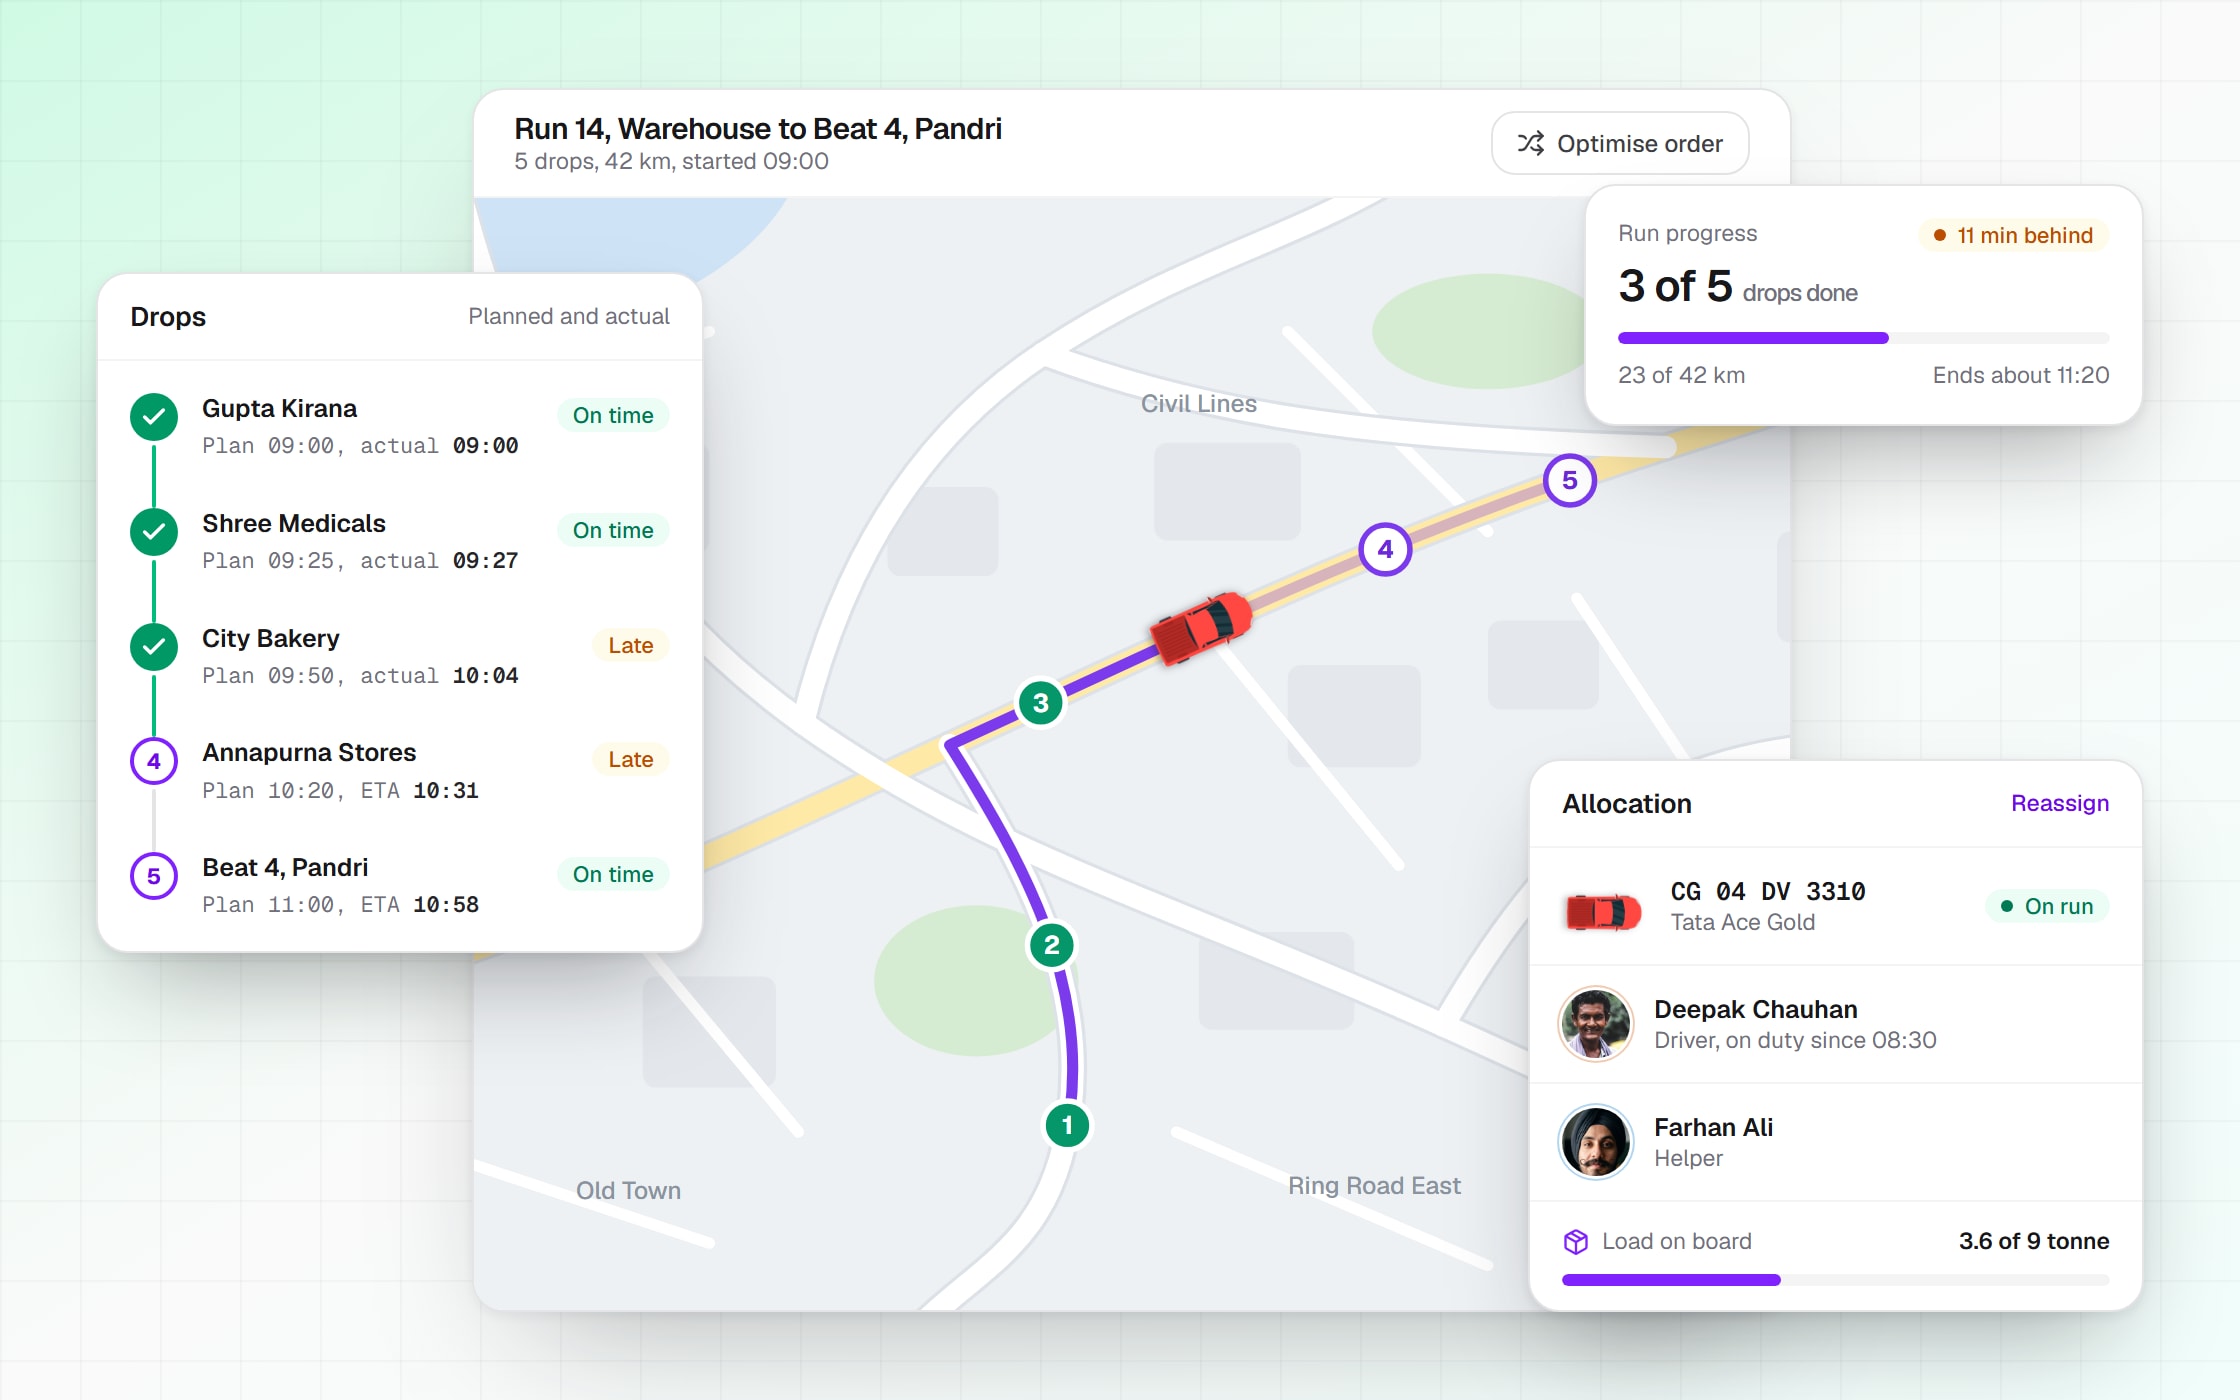 Run 14, Warehouse to Beat 4, Pandri
5 drops, 42 km, started 09:00
Optimise order
Run progress
11 min behind
3 of 5 drops done
23 of 42 km
Ends about 11:20
Drops
Planned and actual
Gupta Kirana
On time
Plan 09:00, actual 09:00
Shree Medicals
On time
Plan 09:25, actual 09:27
City Bakery
Late
Plan 09:50, actual 10:04
4
Annapurna Stores
Late
Plan 10:20, ETA 10:31
5
Beat 4, Pandri
On time
Plan 11:00, ETA 10:58
Civil Lines
5
4
3
2
1
Old Town
Ring Road East
Allocation
Reassign
CG 04 DV 3310
Tata Ace Gold
On run
Deepak Chauhan
Driver, on duty since 08:30
Farhan Ali
Helper
Load on board
3.6 of 9 tonne